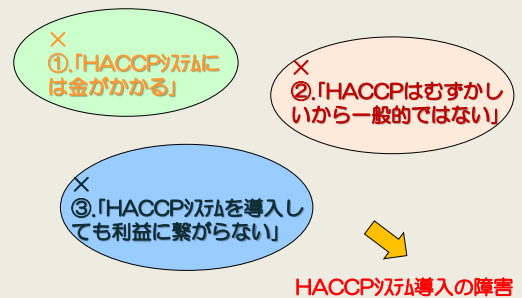 ×
①.「HACCPｼｽﾃﾑに
は金がかかる」
×
②.「HACCPはむずかし
いから一般的ではない」
×
③.「HACCPｼｽﾃﾑを導入し
ても利益に繋がらない」
HACCPｼｽﾃﾑ導入の障害